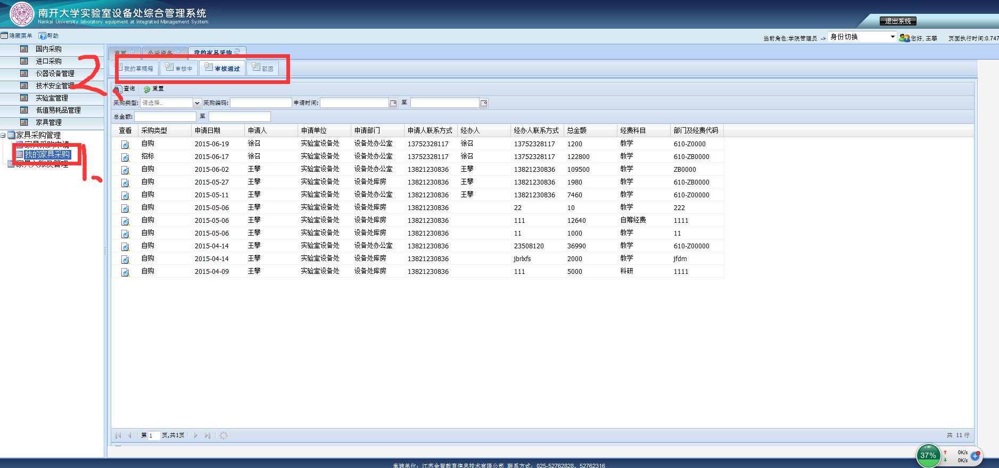 南开大学实验室设备处综合管理系统
Nankai University laboratory equipment at Integrated Management System
退出系统
隐藏菜单 帮助
当前角色:学院管理员 -> 身份切换 您好, 王攀 页面执行时间:0.747
国内采购
进口采购
仪器设备管理
技术安全管理
实验室管理
低值易耗品管理
家具管理
家具采购管理
家具采购申请
我的家具采购
家具入账及管理
1、
2、
首页 公示设备 我的家具采购
我的草稿箱 审核中 审核通过 驳回
查询 重置
采购类型: 请选择.. 采购编码: 申请时间: 至
总金额: 至
查看 采购类型 申请日期 申请人 申请单位 申请部门 申请人联系方式 经办人 经办人联系方式 总金额 经费科目 部门及经费代码
自购 2015-06-19 徐召 实验室设备处 设备处办公室 13752328117 徐召 13752328117 1200 教学 610-Z0000
招标 2015-06-17 徐召 实验室设备处 设备处办公室 13752328117 徐召 13752328117 122800 教学 610-ZB0000
自购 2015-06-02 王攀 实验室设备处 设备处办公室 13821230836 王攀 13821230836 109500 教学 ZB0000
自购 2015-05-27 王攀 实验室设备处 设备处库房 13821230836 王攀 13821230836 1980 教学 610-ZB0000
自购 2015-05-11 王攀 实验室设备处 设备处办公室 13821230836 王攀 13821230836 7460 教学 610-Z00000
自购 2015-05-06 王攀 实验室设备处 设备处库房 13821230836 22 10 教学 222
自购 2015-05-06 王攀 实验室设备处 设备处库房 13821230836 111 12640 自筹经费 1111
自购 2015-05-06 王攀 实验室设备处 设备处库房 13821230836 11 1000 教学 11
自购 2015-04-14 王攀 实验室设备处 设备处办公室 13821230836 23508120 36990 教学 610-Z00000
自购 2015-04-14 王攀 实验室设备处 设备处库房 13821230836 jbrlxfs 2000 教学 jfdm
自购 2015-04-09 王攀 实验室设备处 设备处库房 13821230836 111 5000 科研 1111
第 1 页,共1页
共 11 行
37% 0K/s
0K/s
承建单位：江苏金智教育信息技术有限公司 联系方式：025-52762828、52762316